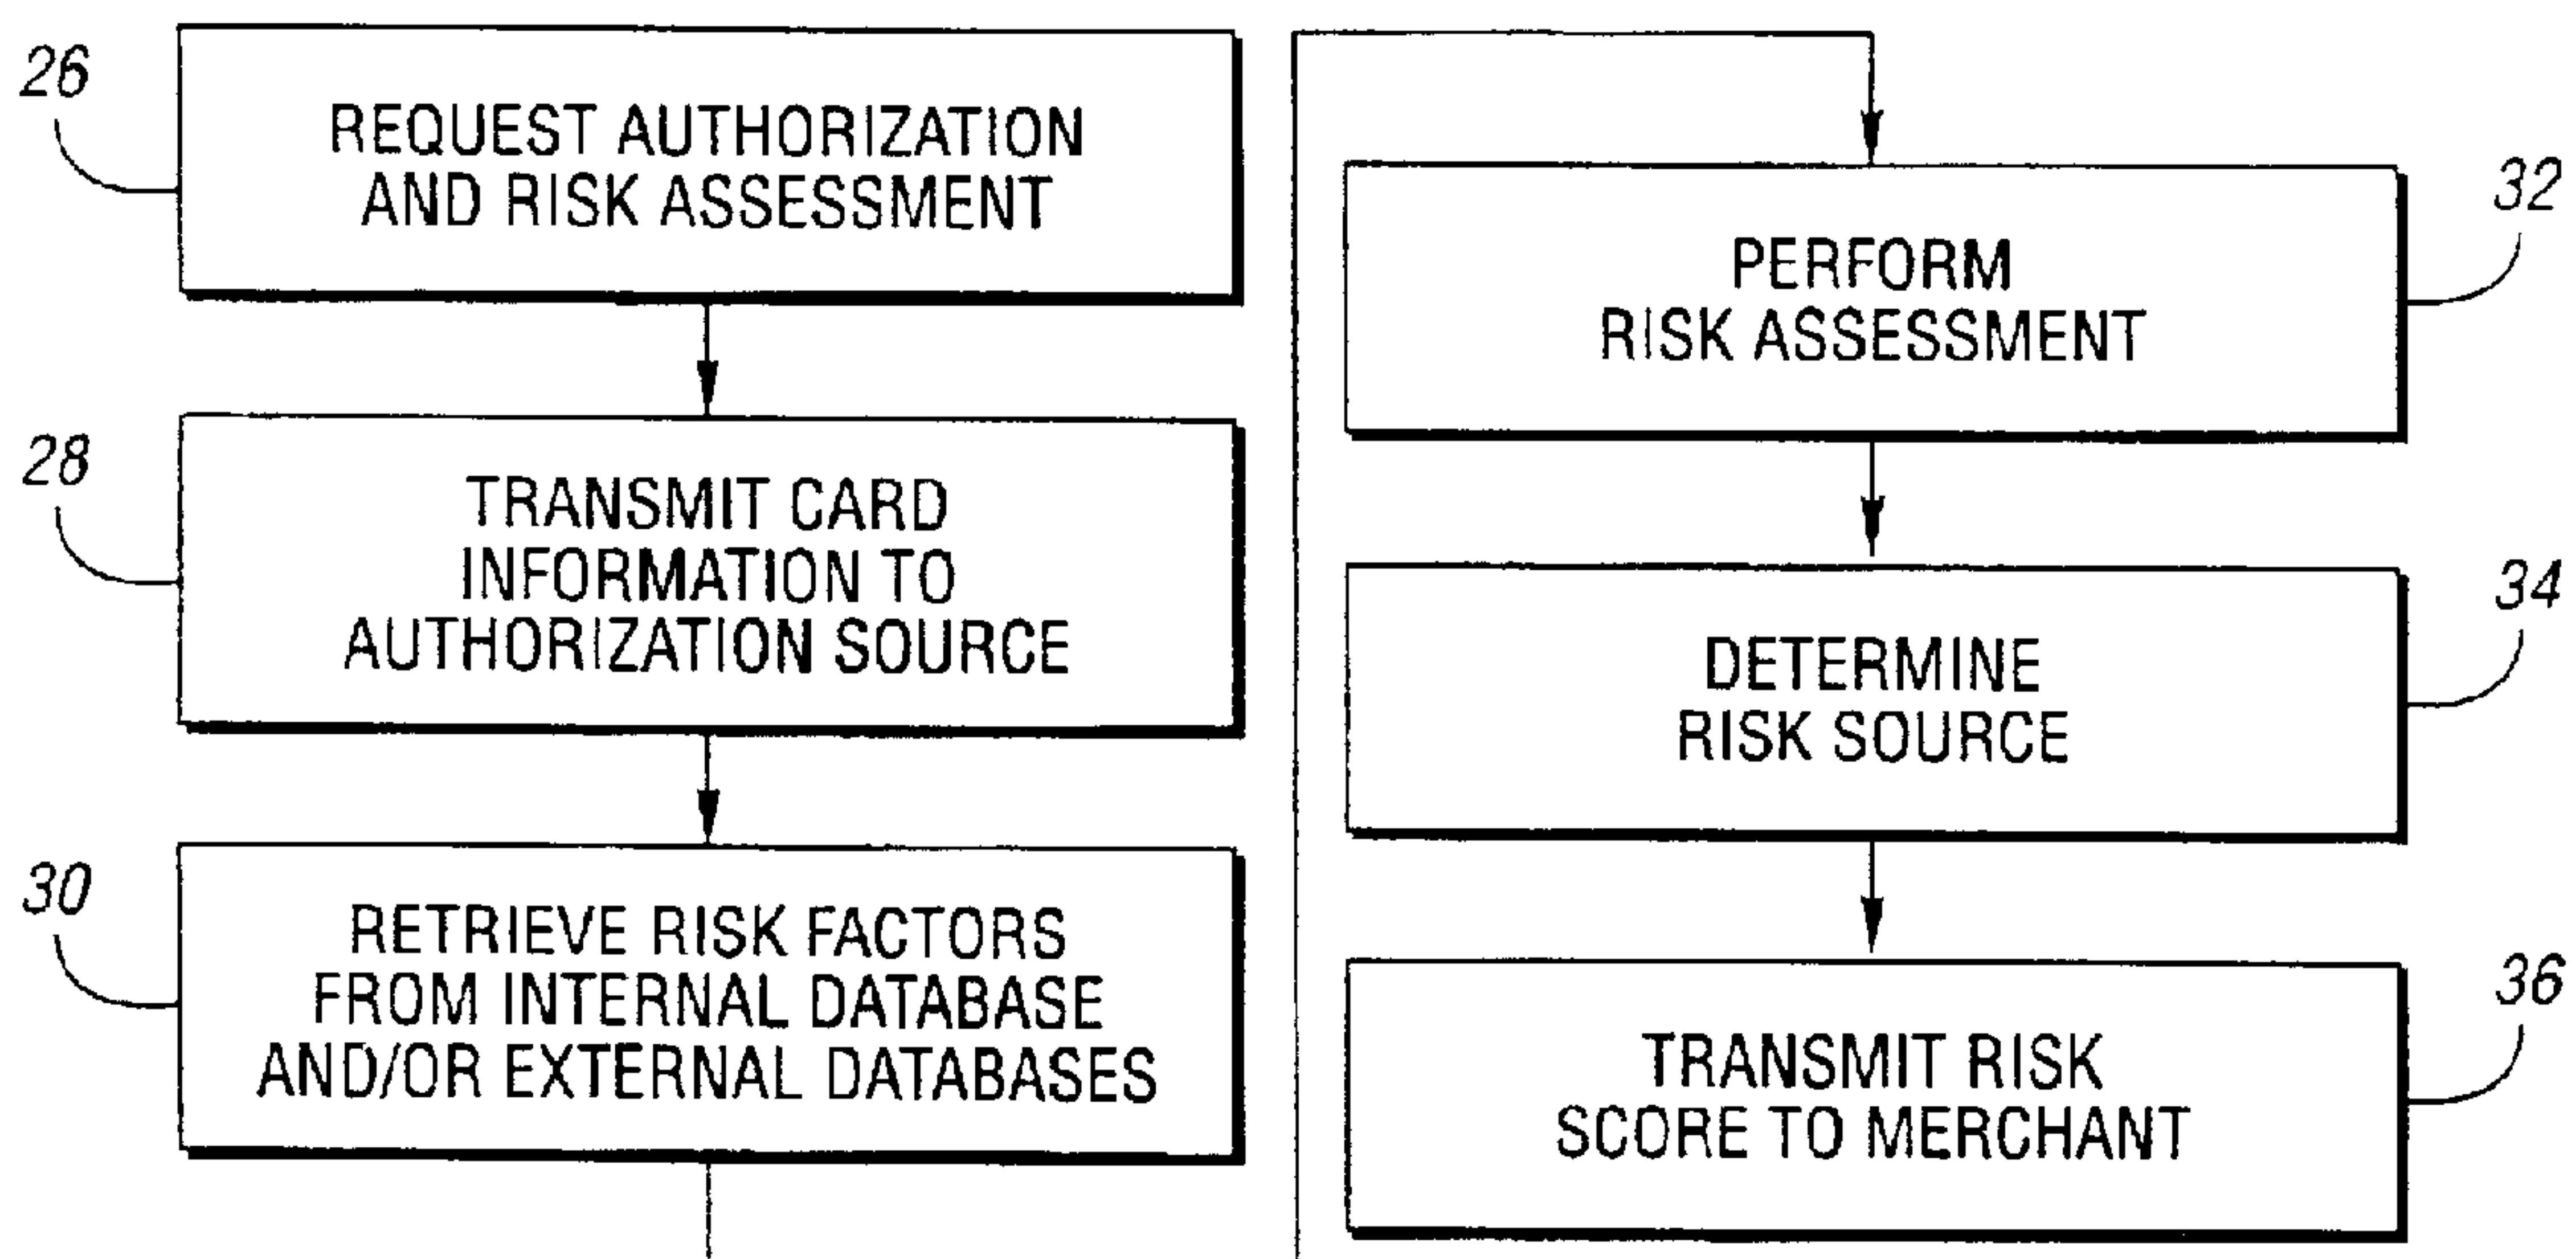 26
REQUEST AUTHORIZATION
AND RISK ASSESSMENT
28
TRANSMIT CARD
INFORMATION TO
AUTHORIZATION SOURCE
30
RETRIEVE RISK FACTORS
FROM INTERNAL DATABASE
AND/OR EXTERNAL DATABASES
32
PERFORM
RISK ASSESSMENT
34
DETERMINE
RISK SOURCE
36
TRANSMIT RISK
SCORE TO MERCHANT